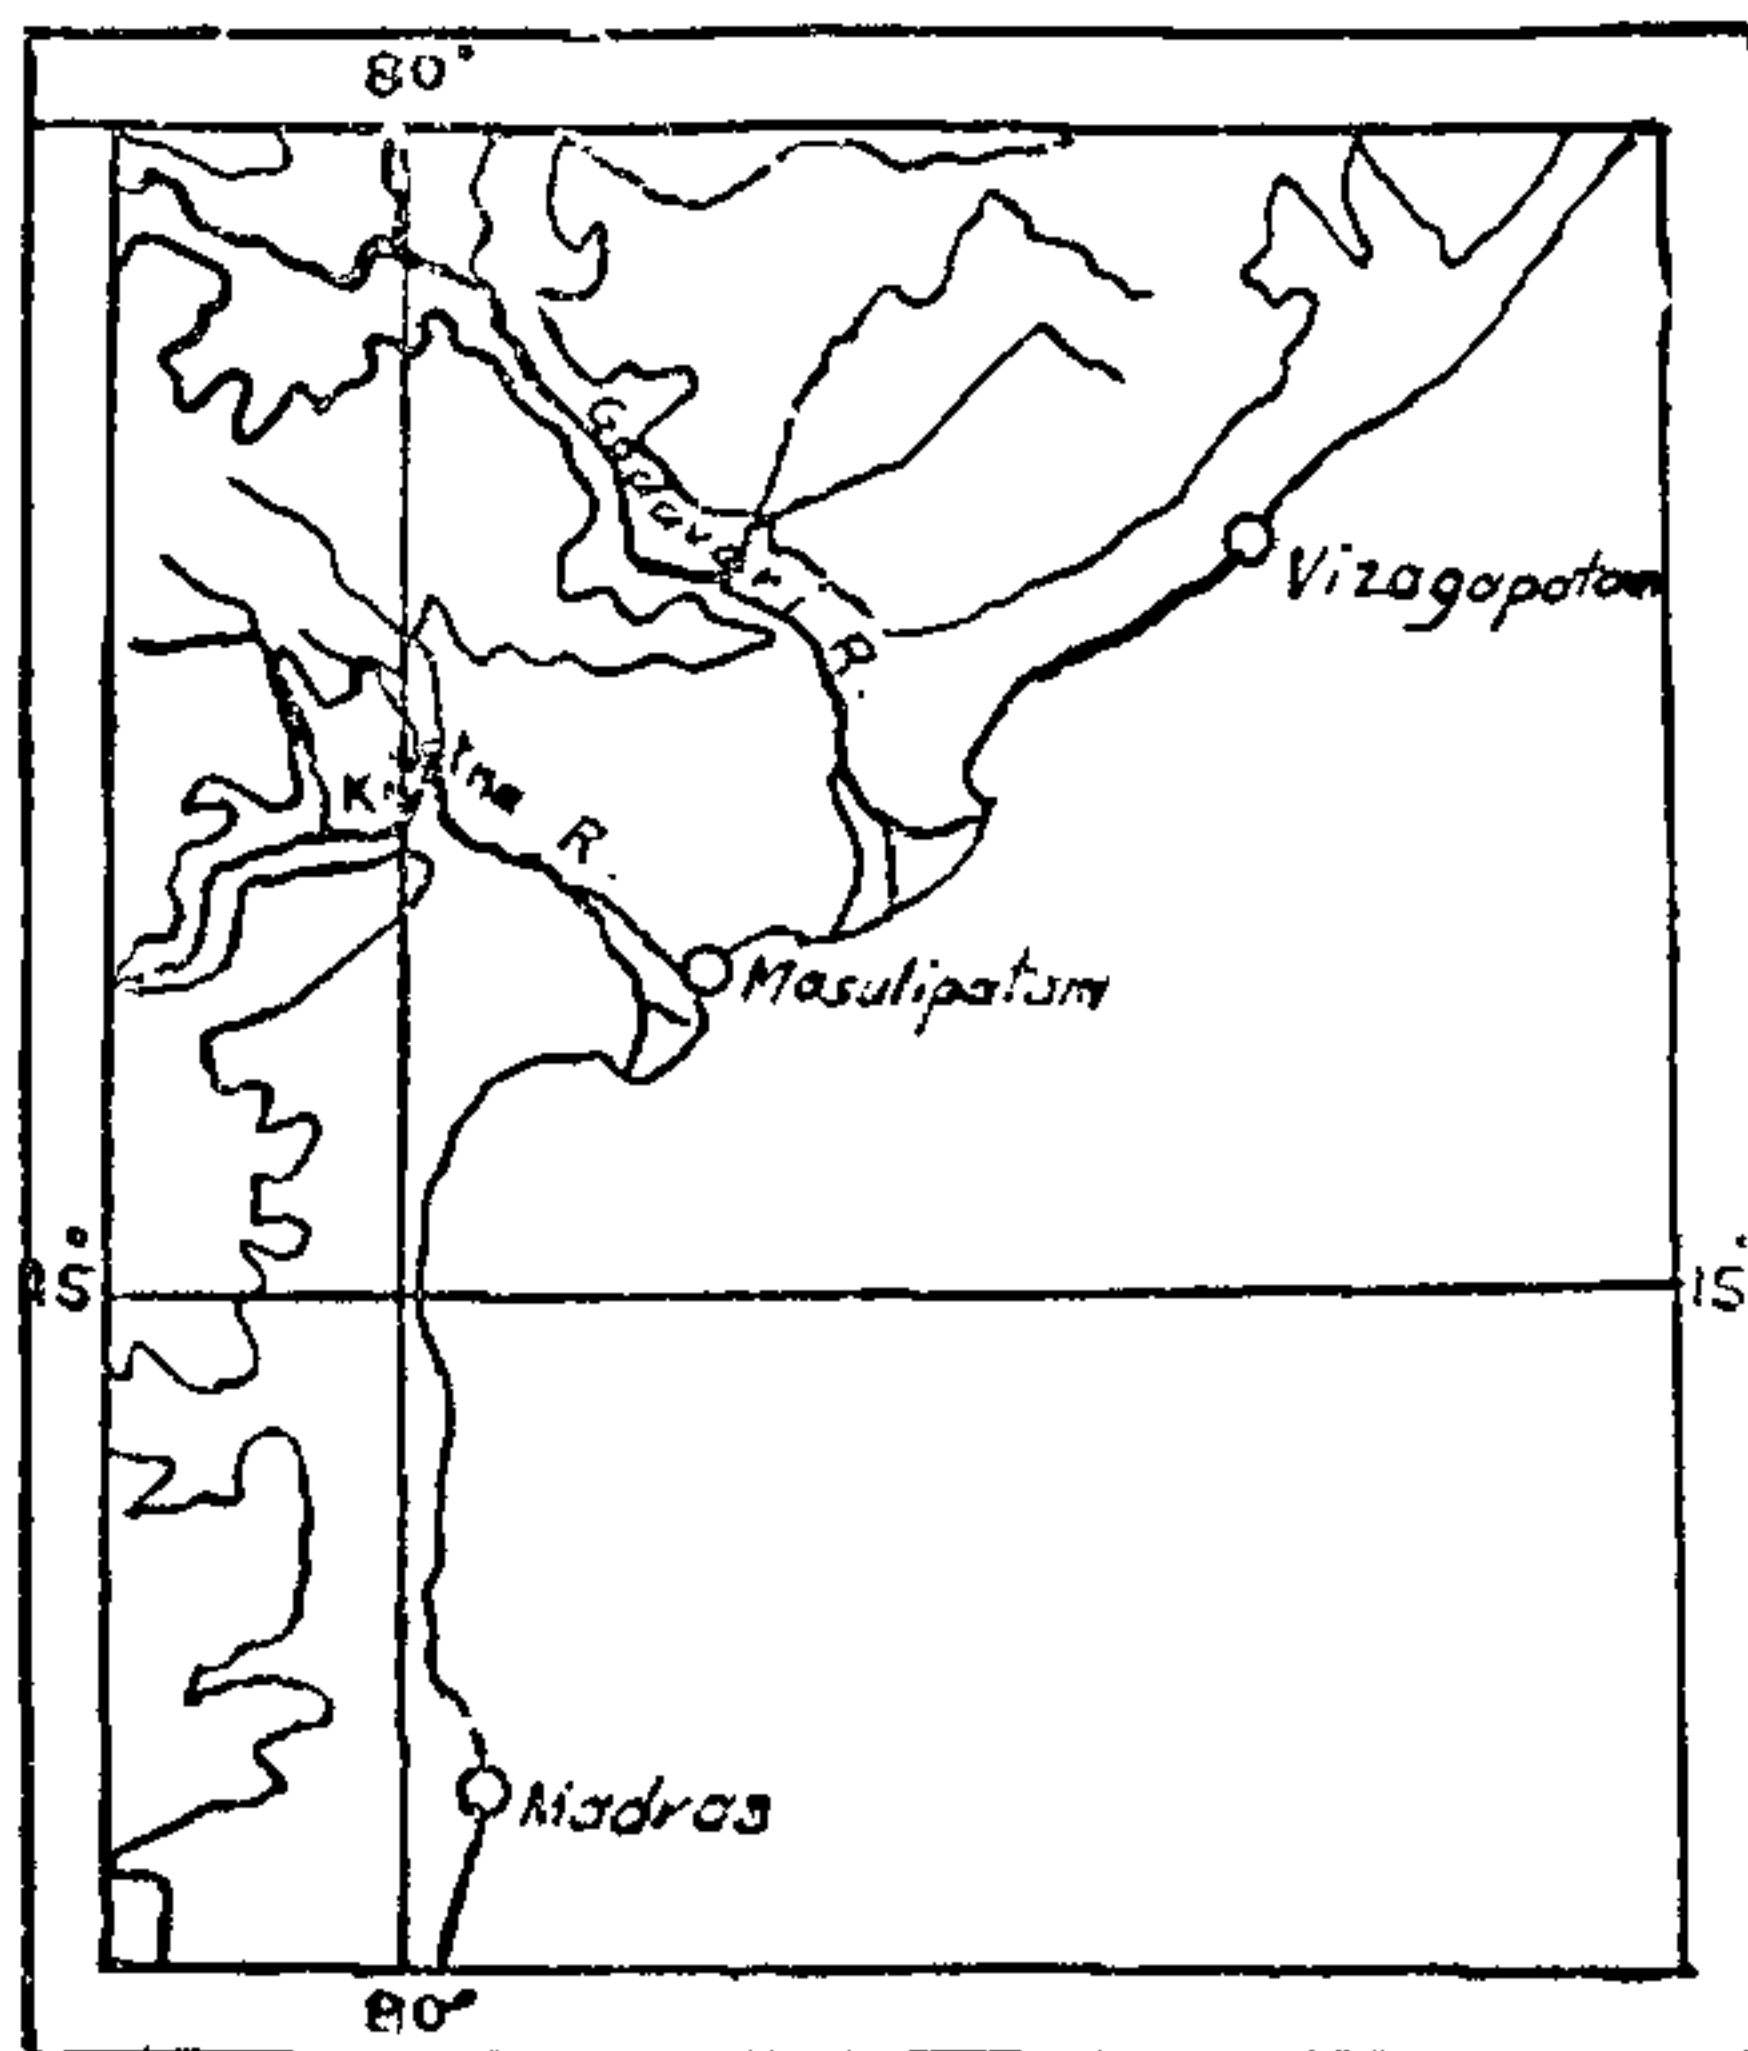 80°
Godavari R.
Vizagapatam
Kistna R.
Masulipatam
15°
15°
Madras
80°